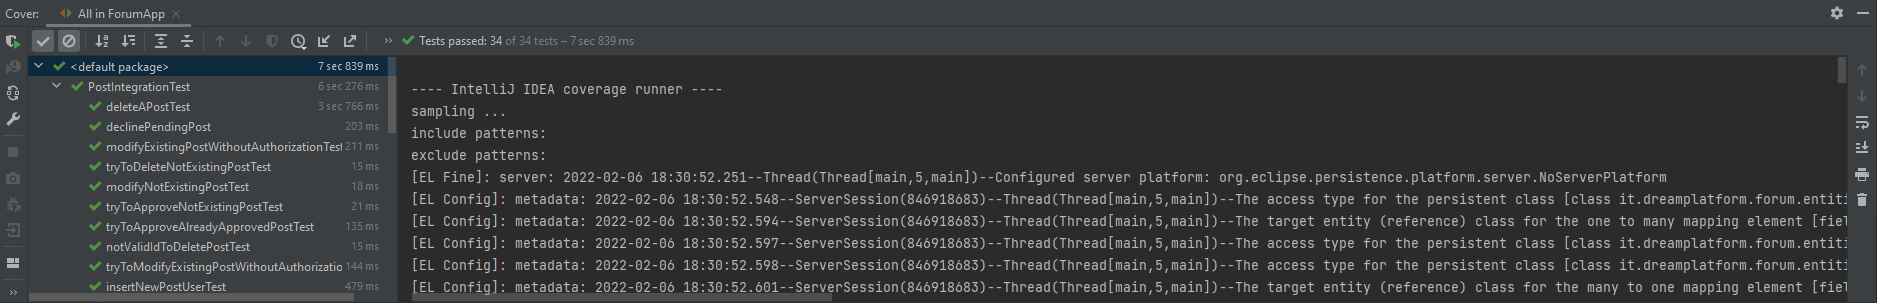 Cover: All in ForumApp
Tests passed: 34 of 34 tests – 7 sec 839 ms
<default package> 7 sec 839 ms
PostIntegrationTest 6 sec 276 ms
deleteAPostTest 3 sec 766 ms
declinePendingPost 203 ms
modifyExistingPostWithoutAuthorizationTest 211 ms
tryToDeleteNotExistingPostTest 15 ms
modifyNotExistingPostTest 18 ms
tryToApproveNotExistingPostTest 21 ms
tryToApproveAlreadyApprovedPostTest 135 ms
notValidIdToDeletePostTest 15 ms
tryToModifyExistingPostWithoutAuthorizatio 144 ms
insertNewPostUserTest 479 ms
---- IntelliJ IDEA coverage runner ----
sampling ...
include patterns:
exclude patterns:
[EL Fine]: server: 2022-02-06 18:30:52.251--Thread(Thread[main,5,main])--Configured server platform: org.eclipse.persistence.platform.server.NoServerPlatform
[EL Config]: metadata: 2022-02-06 18:30:52.548--ServerSession(846918683)--Thread(Thread[main,5,main])--The access type for the persistent class [class it.dreamplatform.forum.entiti
[EL Config]: metadata: 2022-02-06 18:30:52.594--ServerSession(846918683)--Thread(Thread[main,5,main])--The target entity (reference) class for the one to many mapping element [fiel
[EL Config]: metadata: 2022-02-06 18:30:52.597--ServerSession(846918683)--Thread(Thread[main,5,main])--The access type for the persistent class [class it.dreamplatform.forum.entiti
[EL Config]: metadata: 2022-02-06 18:30:52.598--ServerSession(846918683)--Thread(Thread[main,5,main])--The access type for the persistent class [class it.dreamplatform.forum.entiti
[EL Config]: metadata: 2022-02-06 18:30:52.601--ServerSession(846918683)--Thread(Thread[main,5,main])--The target entity (reference) class for the many to one mapping element [fiel